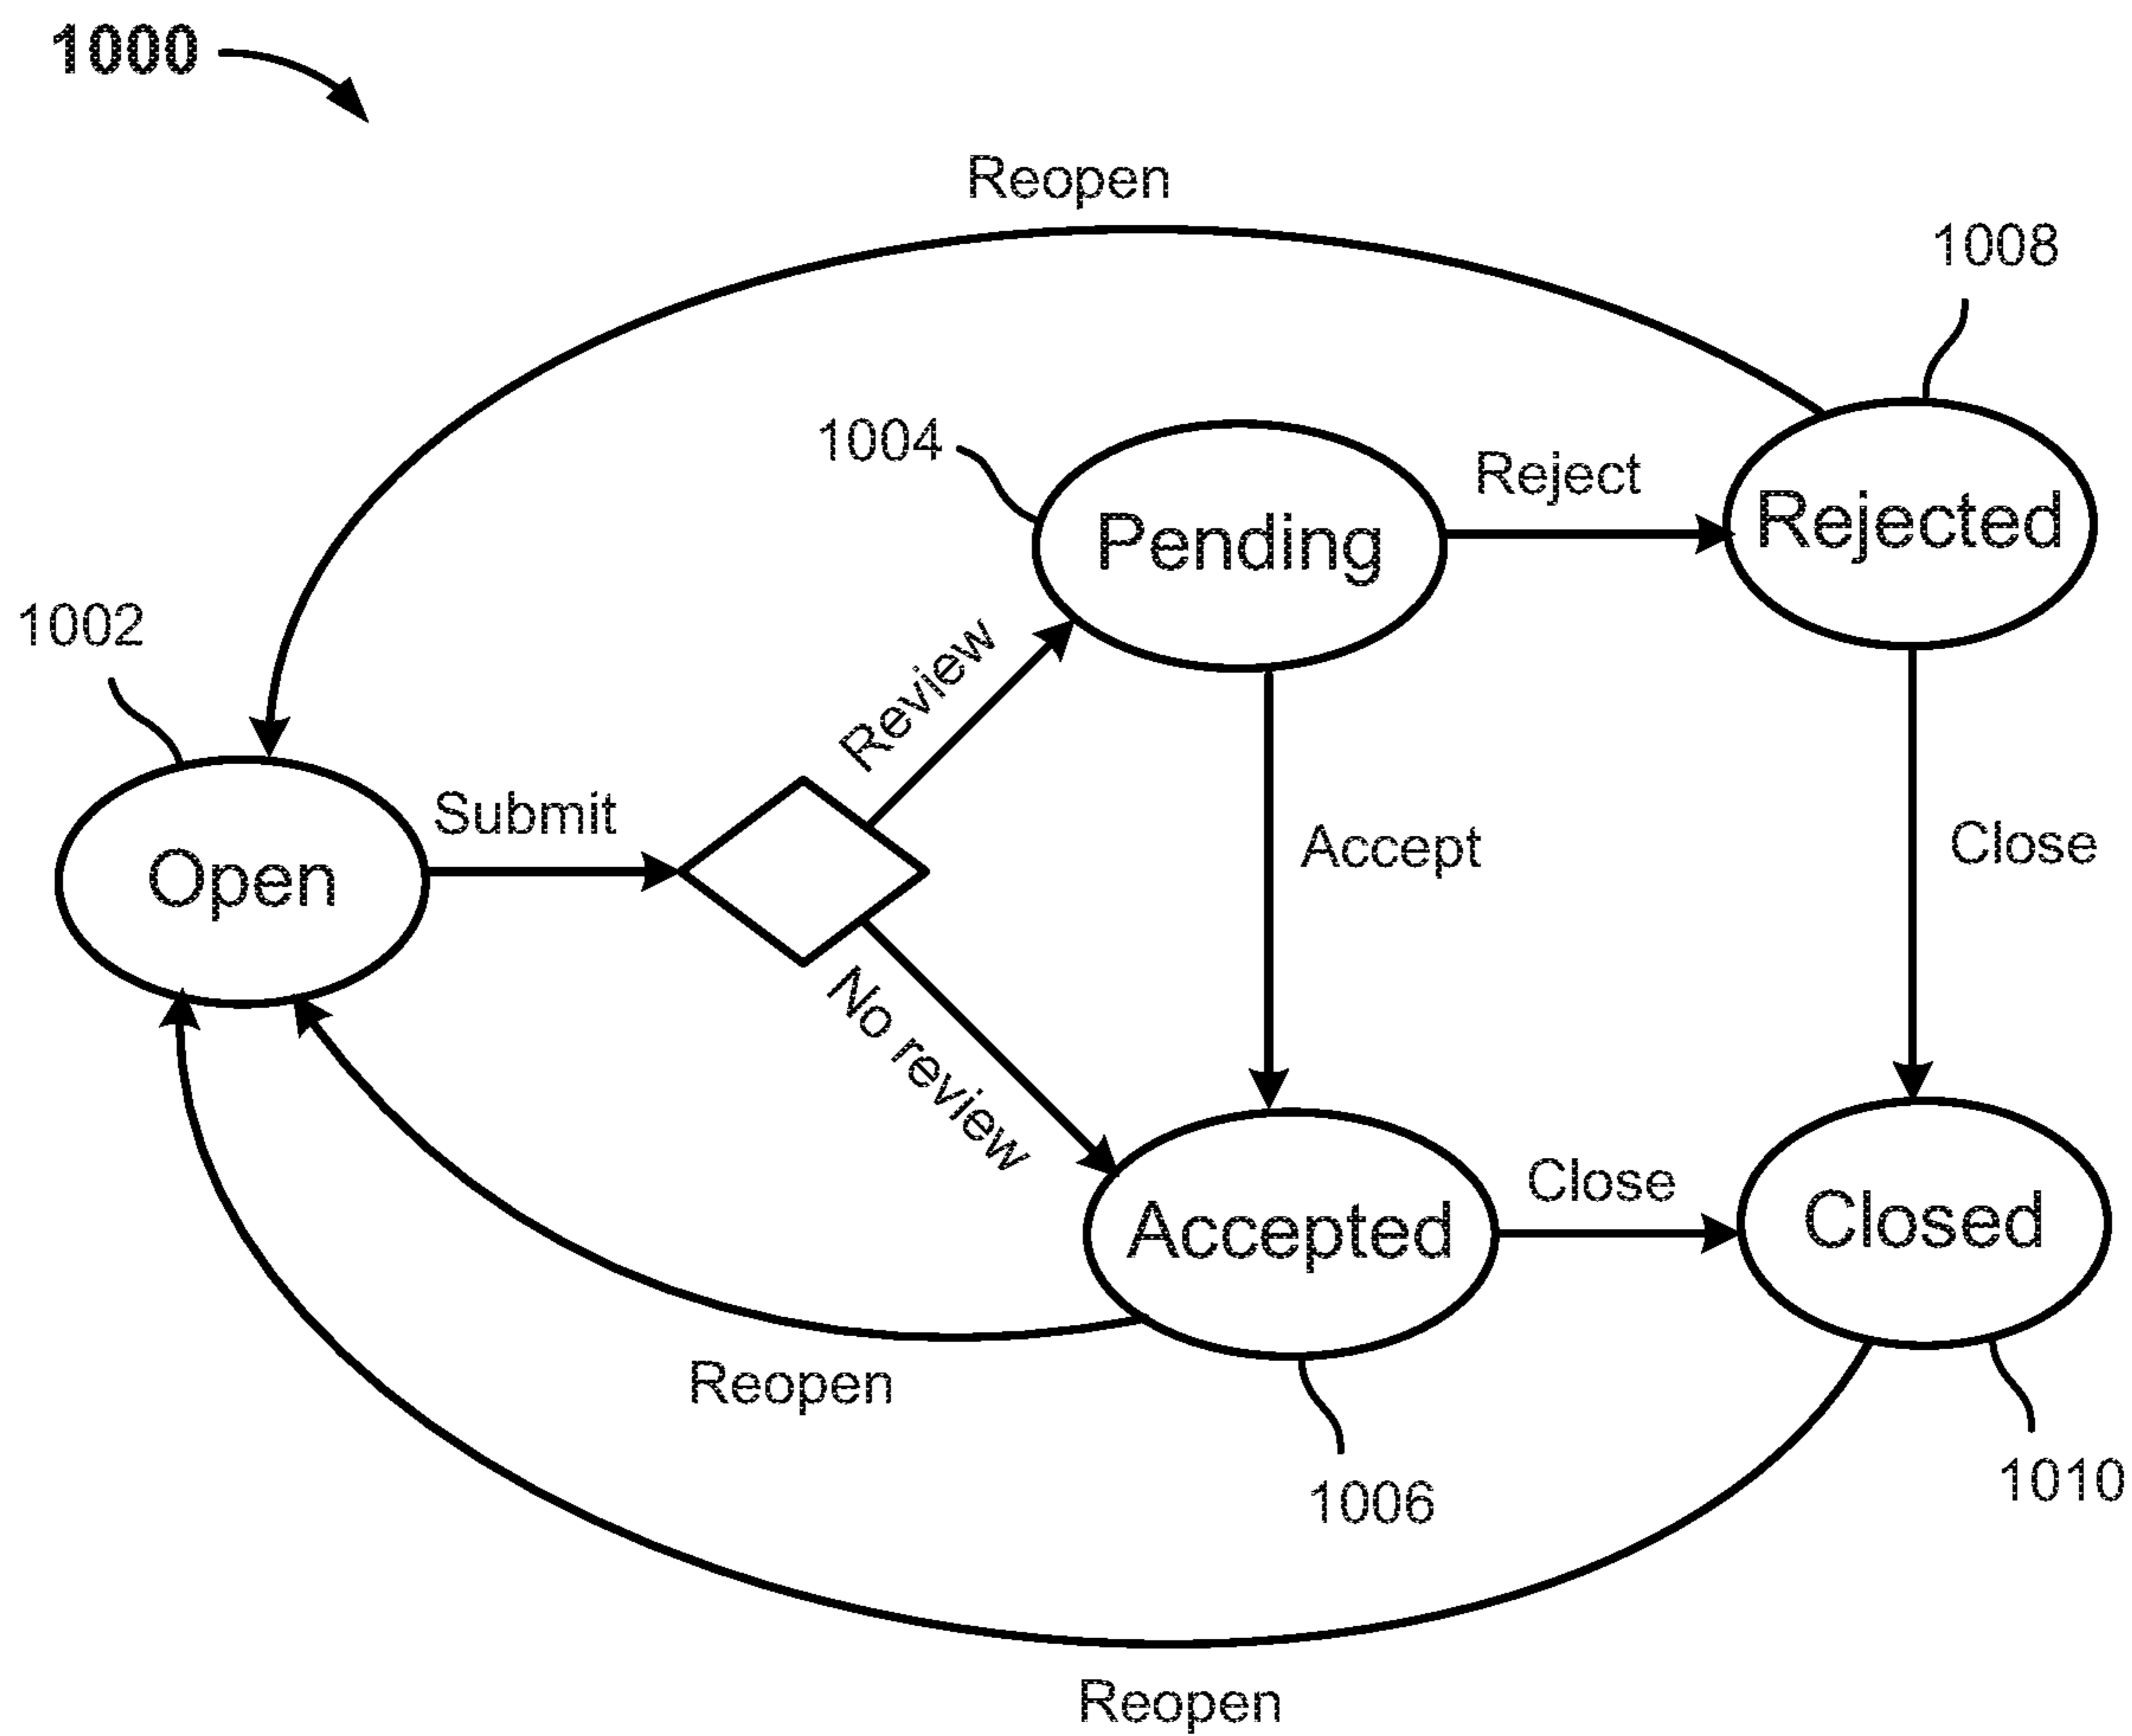 1000
Reopen
1008
1004
Reject
Pending
Rejected
1002
Review
Submit
Open
Accept
Close
No review
Close
Accepted
Closed
Reopen
1006
1010
Reopen